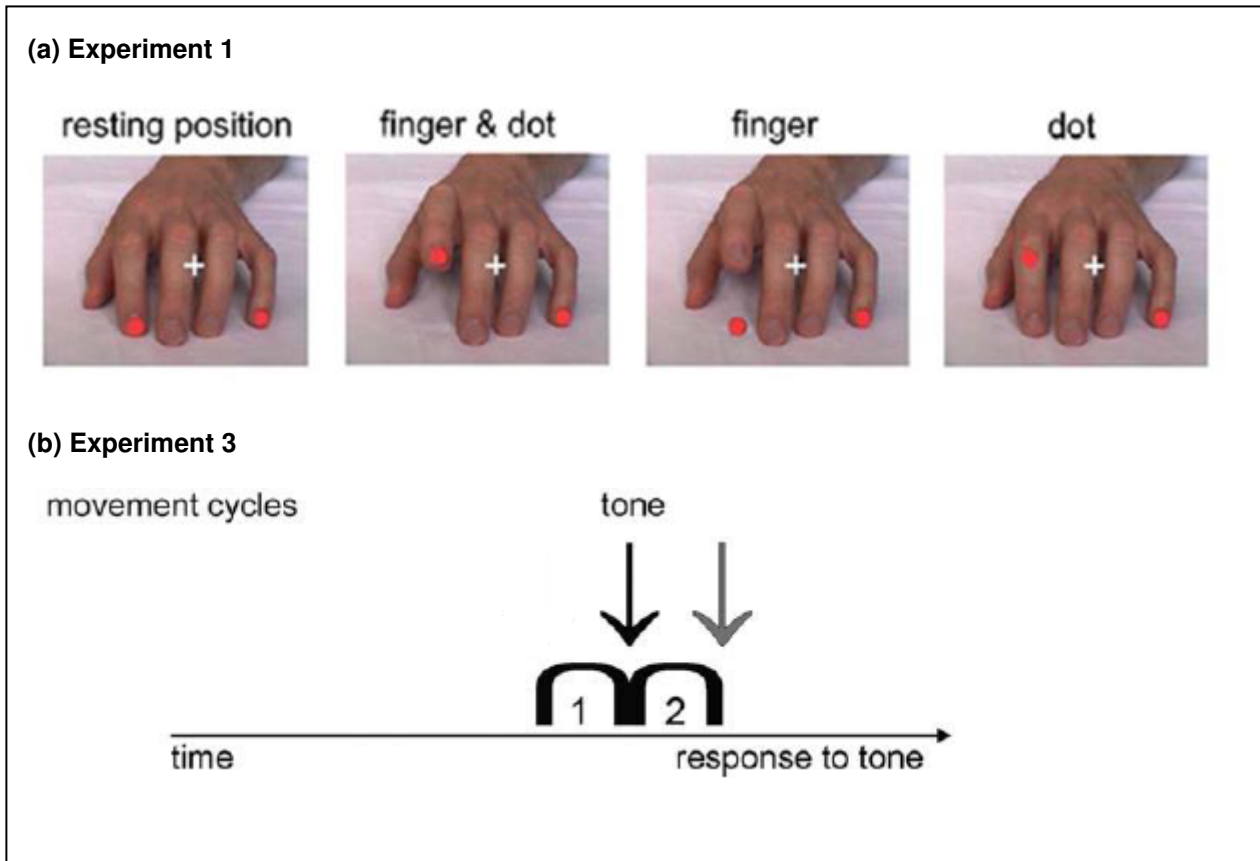 (a) Experiment 1
resting position finger & dot finger dot
(b) Experiment 3
movement cycles tone
1 2
time response to tone